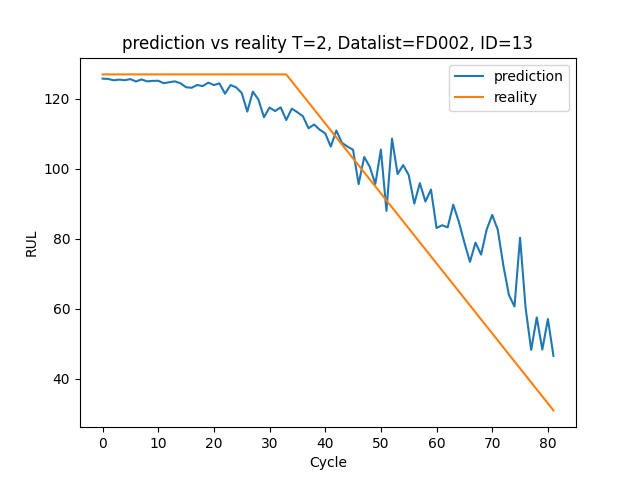 prediction vs reality T=2, Datalist=FD002, ID=13
prediction
reality
120
100
80
60
40
RUL
0 10 20 30 40 50 60 70 80
Cycle